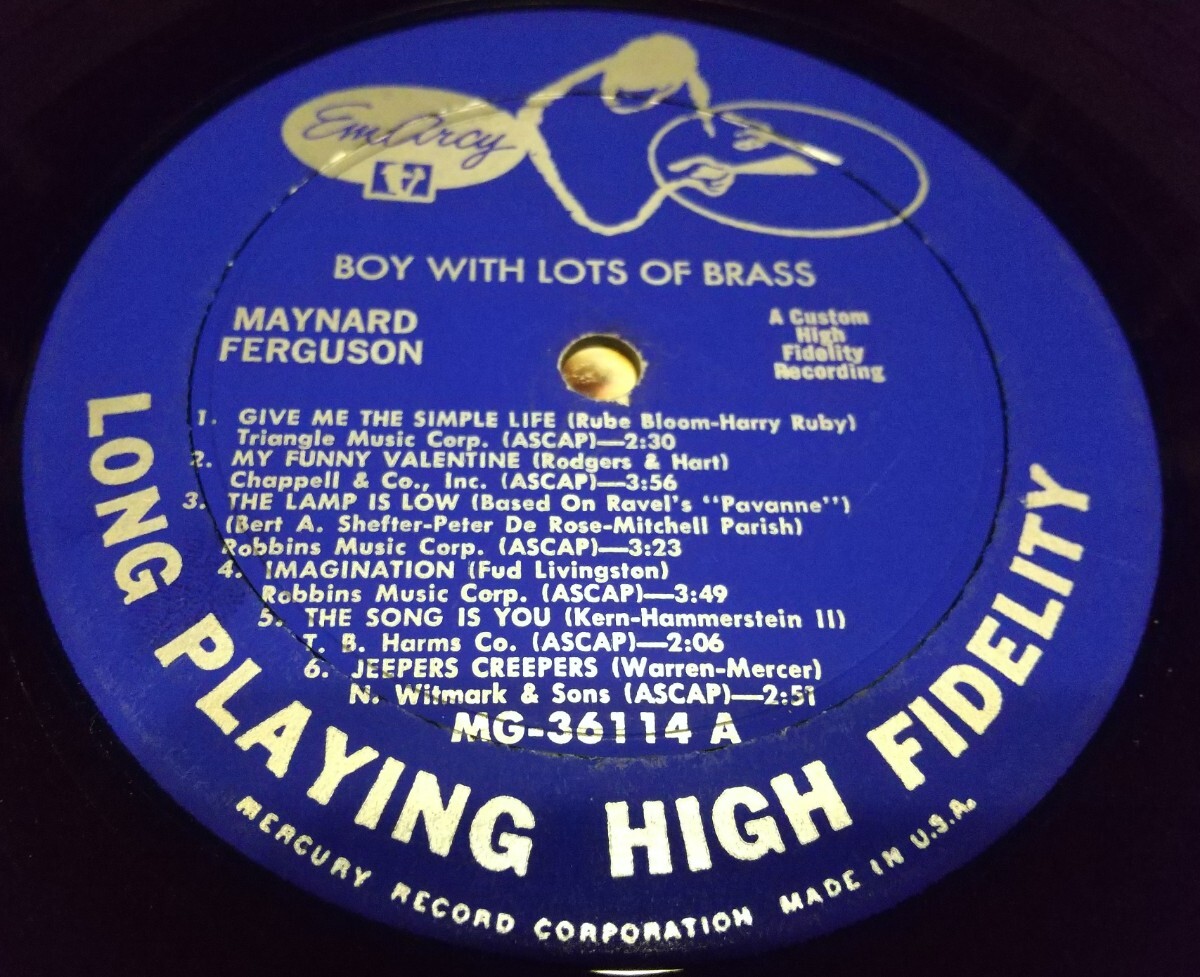 EmArcy
BOY WITH LOTS OF BRASS
MAYNARD
FERGUSON
A Custom
High
Fidelity
Recording
1. GIVE ME THE SIMPLE LIFE (Rube Bloom-Harry Ruby)
Triangle Music Corp. (ASCAP)—2:30
2. MY FUNNY VALENTINE (Rodgers & Hart)
Chappell & Co., Inc. (ASCAP)—3:56
3. THE LAMP IS LOW (Based On Ravel's "Pavanne")
(Bert A. Shefter-Peter De Rose-Mitchell Parish)
Robbins Music Corp. (ASCAP)—3:23
4. IMAGINATION (Fud Livingston)
Robbins Music Corp. (ASCAP)—3:49
5. THE SONG IS YOU (Kern-Hammerstein II)
T. B. Harms Co. (ASCAP)—2:06
6. JEEPERS CREEPERS (Warren-Mercer)
N. Witmark & Sons (ASCAP)—2:51
MG-36114 A
LONG PLAYING HIGH FIDELITY
MERCURY RECORD CORPORATION MADE IN U.S.A.